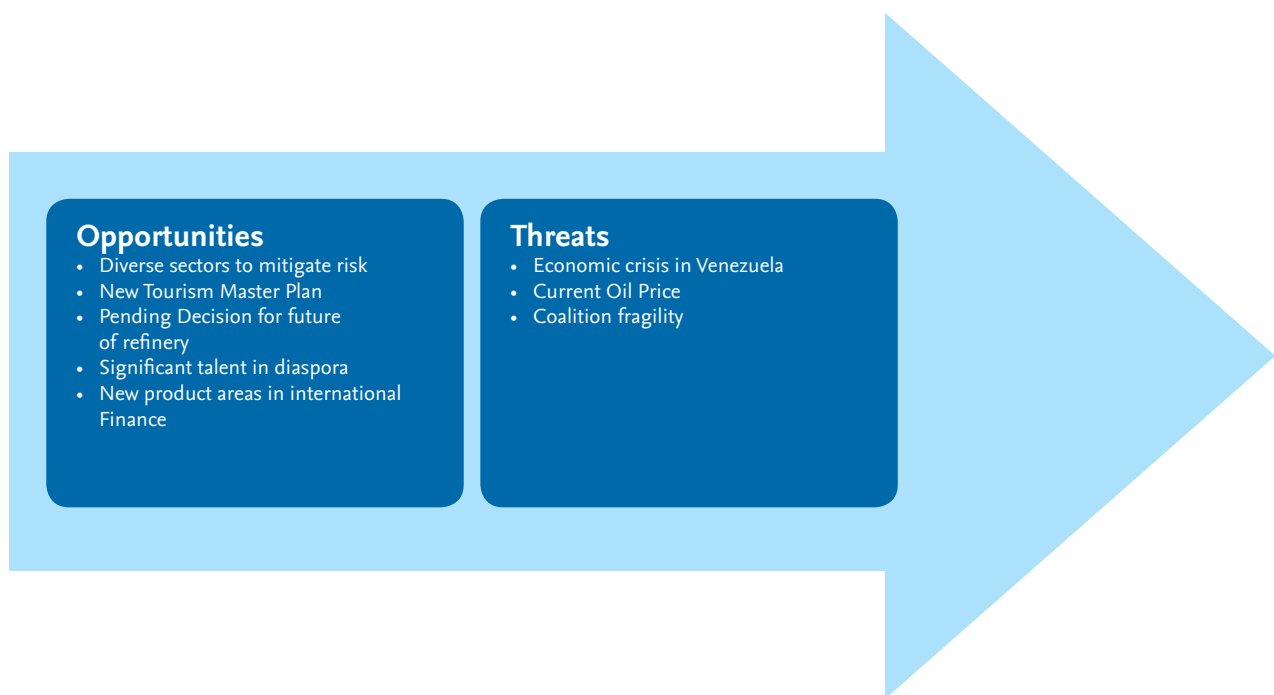 Opportunities
• Diverse sectors to mitigate risk
• New Tourism Master Plan
• Pending Decision for future
of refinery
• Significant talent in diaspora
• New product areas in international
Finance
Threats
• Economic crisis in Venezuela
• Current Oil Price
• Coalition fragility